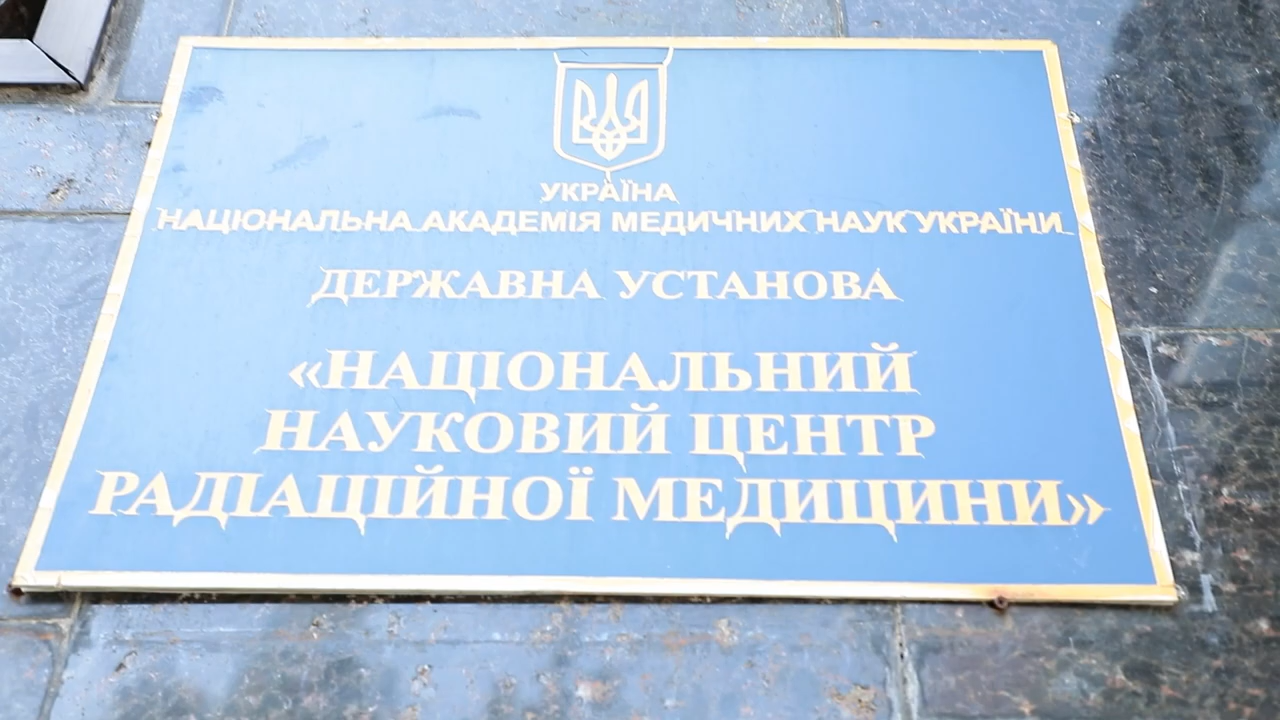 УКРАЇНА
НАЦІОНАЛЬНА АКАДЕМІЯ МЕДИЧНИХ НАУК УКРАЇНИ
ДЕРЖАВНА УСТАНОВА
«НАЦІОНАЛЬНИЙ
НАУКОВИЙ ЦЕНТР
РАДІАЦІЙНОЇ МЕДИЦИНИ»